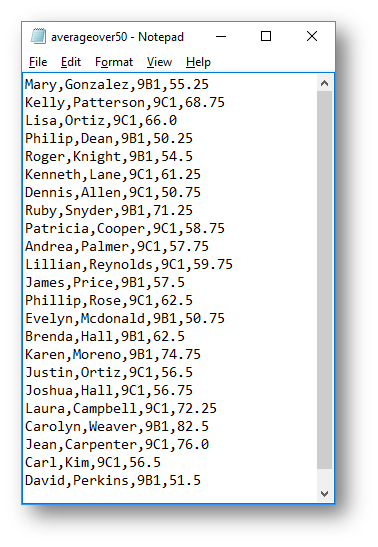 averageover50 - Notepad
File Edit Format View Help
Mary,Gonzalez,9B1,55.25
Kelly,Patterson,9C1,68.75
Lisa,Ortiz,9C1,66.0
Philip,Dean,9B1,50.25
Roger,Knight,9B1,54.5
Kenneth,Lane,9C1,61.25
Dennis,Allen,9C1,50.75
Ruby,Snyder,9B1,71.25
Patricia,Cooper,9C1,58.75
Andrea,Palmer,9C1,57.75
Lillian,Reynolds,9C1,59.75
James,Price,9B1,57.5
Phillip,Rose,9C1,62.5
Evelyn,Mcdonald,9B1,50.75
Brenda,Hall,9B1,62.5
Karen,Moreno,9B1,74.75
Justin,Ortiz,9C1,56.5
Joshua,Hall,9C1,56.75
Laura,Campbell,9C1,72.25
Carolyn,Weaver,9B1,82.5
Jean,Carpenter,9C1,76.0
Carl,Kim,9C1,56.5
David,Perkins,9B1,51.5